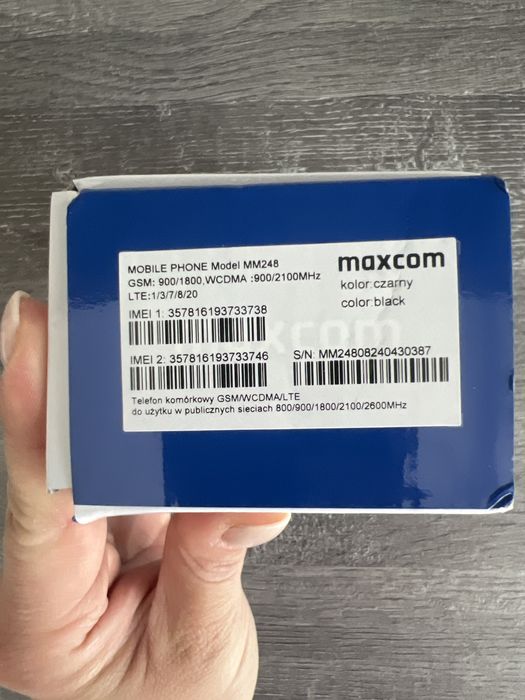 MOBILE PHONE Model MM248
GSM: 900/1800,WCDMA :900/2100MHz
LTE:1/3/7/8/20
maxcom
kolor:czarny
color:black
IMEI 1: 357816193733738
IMEI 2: 357816193733746
S/N: MM24808240430387
Telefon komórkowy GSM/WCDMA/LTE
do użytku w publicznych sieciach 800/900/1800/2100/2600MHz
maxcom